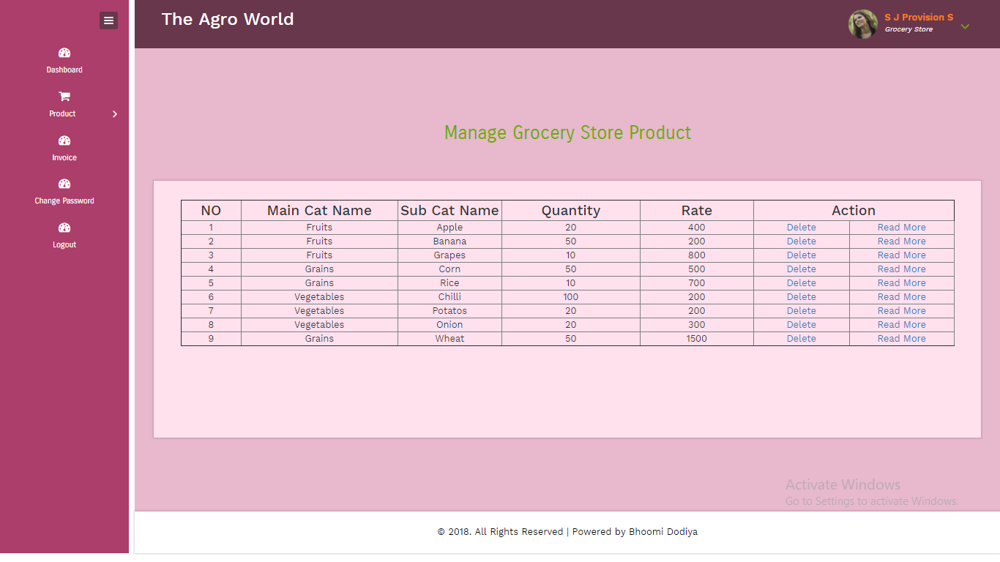 The Agro World
S J Provision S
Grocery Store
Dashboard
Product
Invoice
Change Password
Logout
Manage Grocery Store Product
NO Main Cat Name Sub Cat Name Quantity Rate Action
1 Fruits Apple 20 400 Delete Read More
2 Fruits Banana 50 200 Delete Read More
3 Fruits Grapes 10 800 Delete Read More
4 Grains Corn 50 500 Delete Read More
5 Grains Rice 10 700 Delete Read More
6 Vegetables Chilli 100 200 Delete Read More
7 Vegetables Potatos 20 200 Delete Read More
8 Vegetables Onion 20 300 Delete Read More
9 Grains Wheat 50 1500 Delete Read More
Activate Windows
Go to Settings to activate Windows.
© 2018. All Rights Reserved | Powered by Bhoomi Dodiya